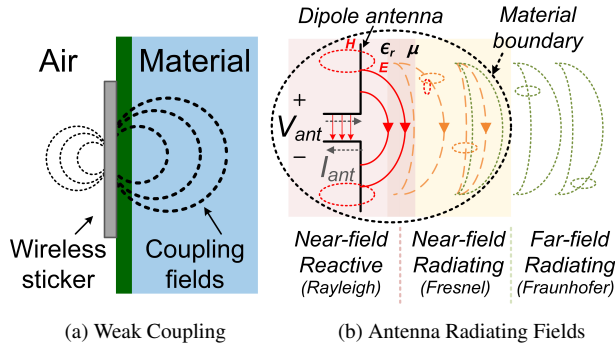 Air
Material
Wireless
sticker
Coupling
fields
(a) Weak Coupling
Dipole antenna
Material
boundary
H
E
ϵr
μ
+
Vant
−
Iant
Near-field
Reactive
(Rayleigh)
Near-field
Radiating
(Fresnel)
Far-field
Radiating
(Fraunhofer)
(b) Antenna Radiating Fields